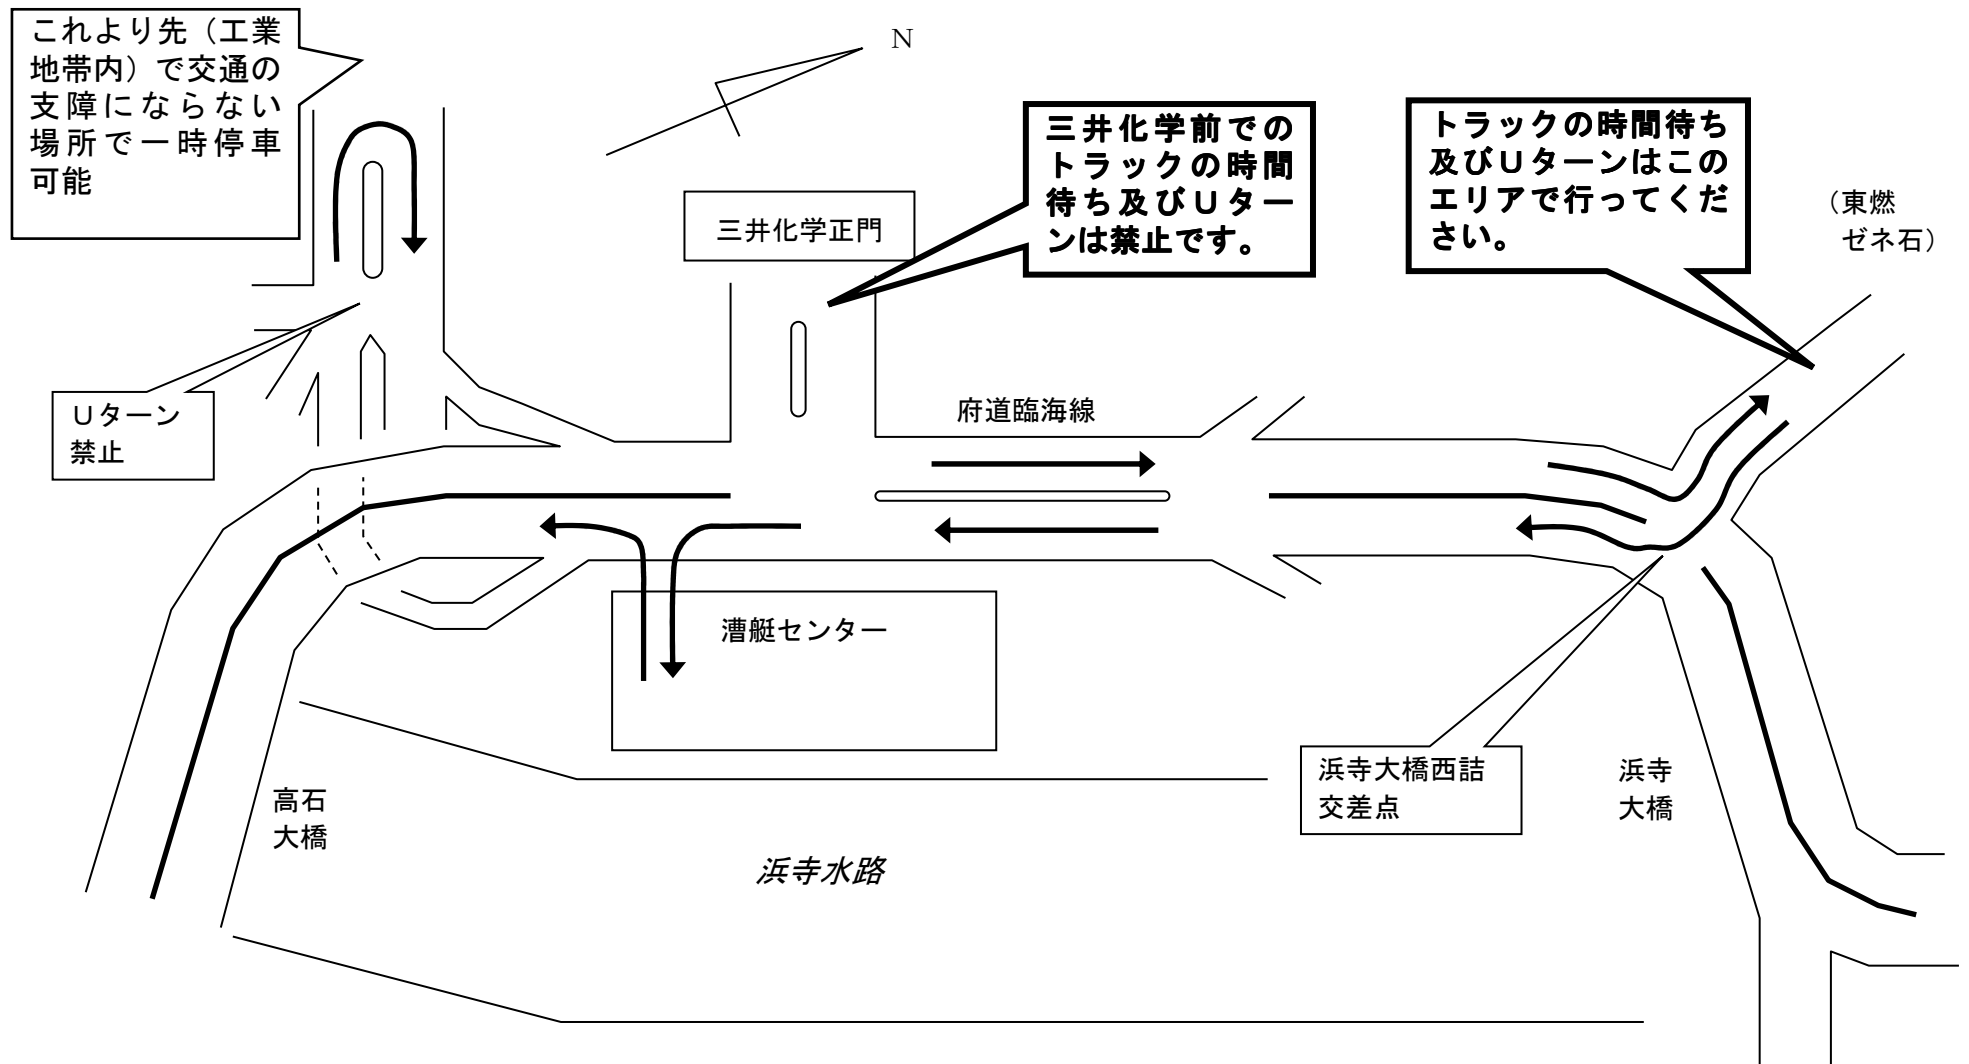 これより先（工業
地帯内）で交通の
支障にならない
場所で一時停車
可能
N
三井化学前での
トラックの時間
待ち及びＵター
ンは禁止です。
トラックの時間待ち
及びＵターンはこの
エリアで行ってくだ
さい。
（東燃
ゼネ石）
三井化学正門
Ｕターン
禁止
府道臨海線
漕艇センター
浜寺大橋西詰
交差点
浜寺
大橋
高石
大橋
浜寺水路